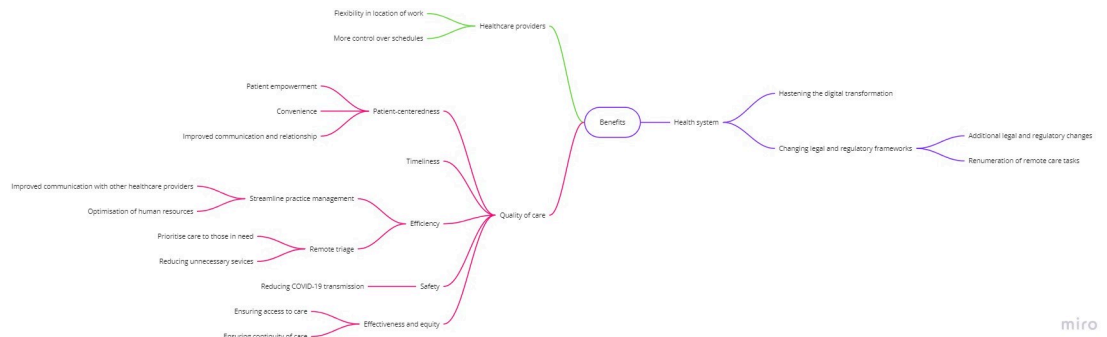 Flexibility in location of work
Healthcare providers
More control over schedules
Patient empowerment
Hastening the digital transformation
Convenience
Patient-centeredness
Benefits
Health system
Improved communication and relationship
Additional legal and regulatory changes
Changing legal and regulatory frameworks
Timeliness
Renumeration of remote care tasks
Improved communication with other healthcare providers
Streamline practice management
Optimisation of human resources
Quality of care
Efficiency
Prioritise care to those in need
Remote triage
Reducing unnecessary sevices
Reducing COVID-19 transmission
Safety
Ensuring access to care
Effectiveness and equity
Ensuring continuity of care
miro